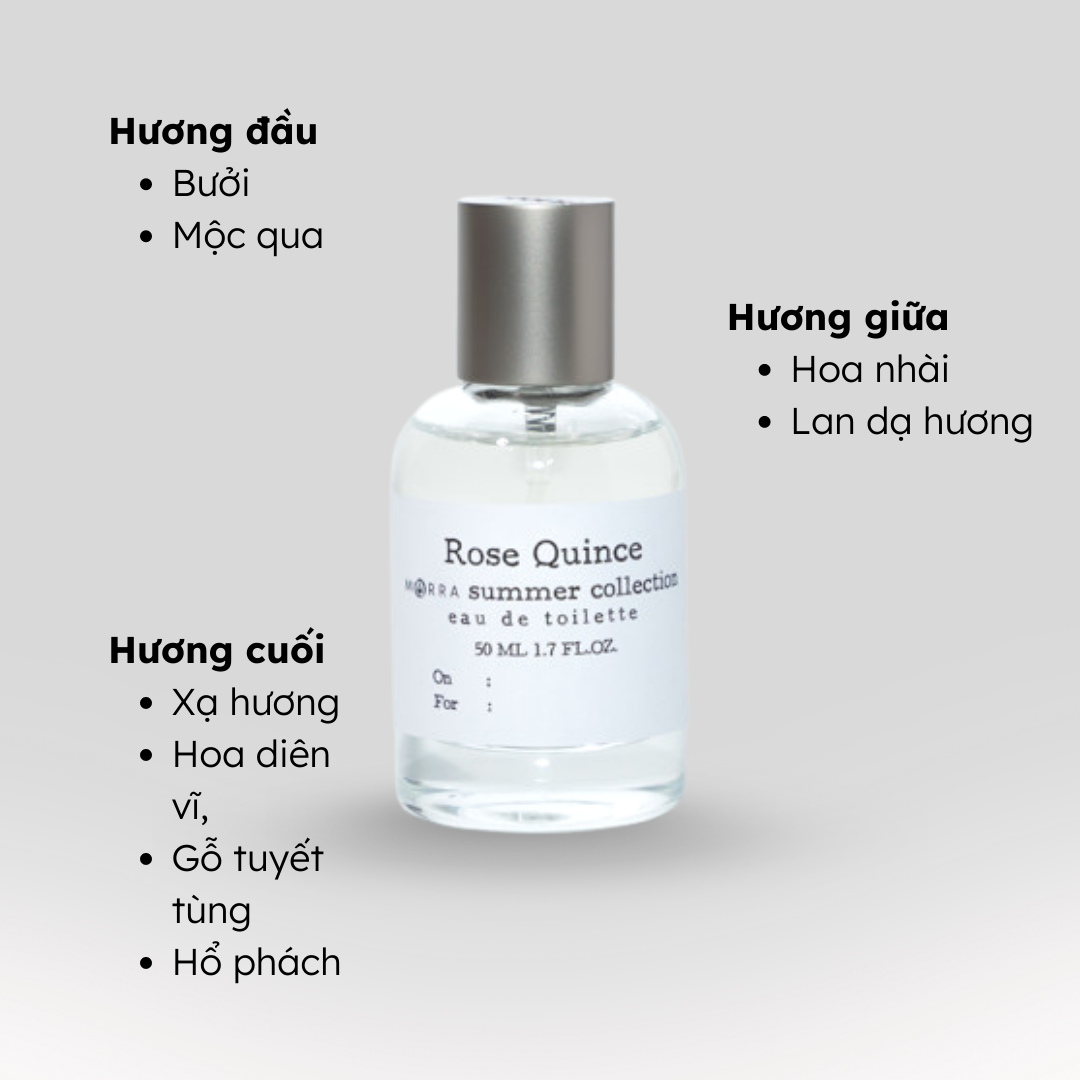 Hương đầu
• Bưởi
• Mộc qua
Hương giữa
• Hoa nhài
• Lan dạ hương
Rose Quince
MORRA summer collection
eau de toilette
50 ML 1.7 FL.OZ.
On :
For :
Hương cuối
• Xạ hương
• Hoa diên
vĩ,
• Gỗ tuyết
tùng
• Hổ phách